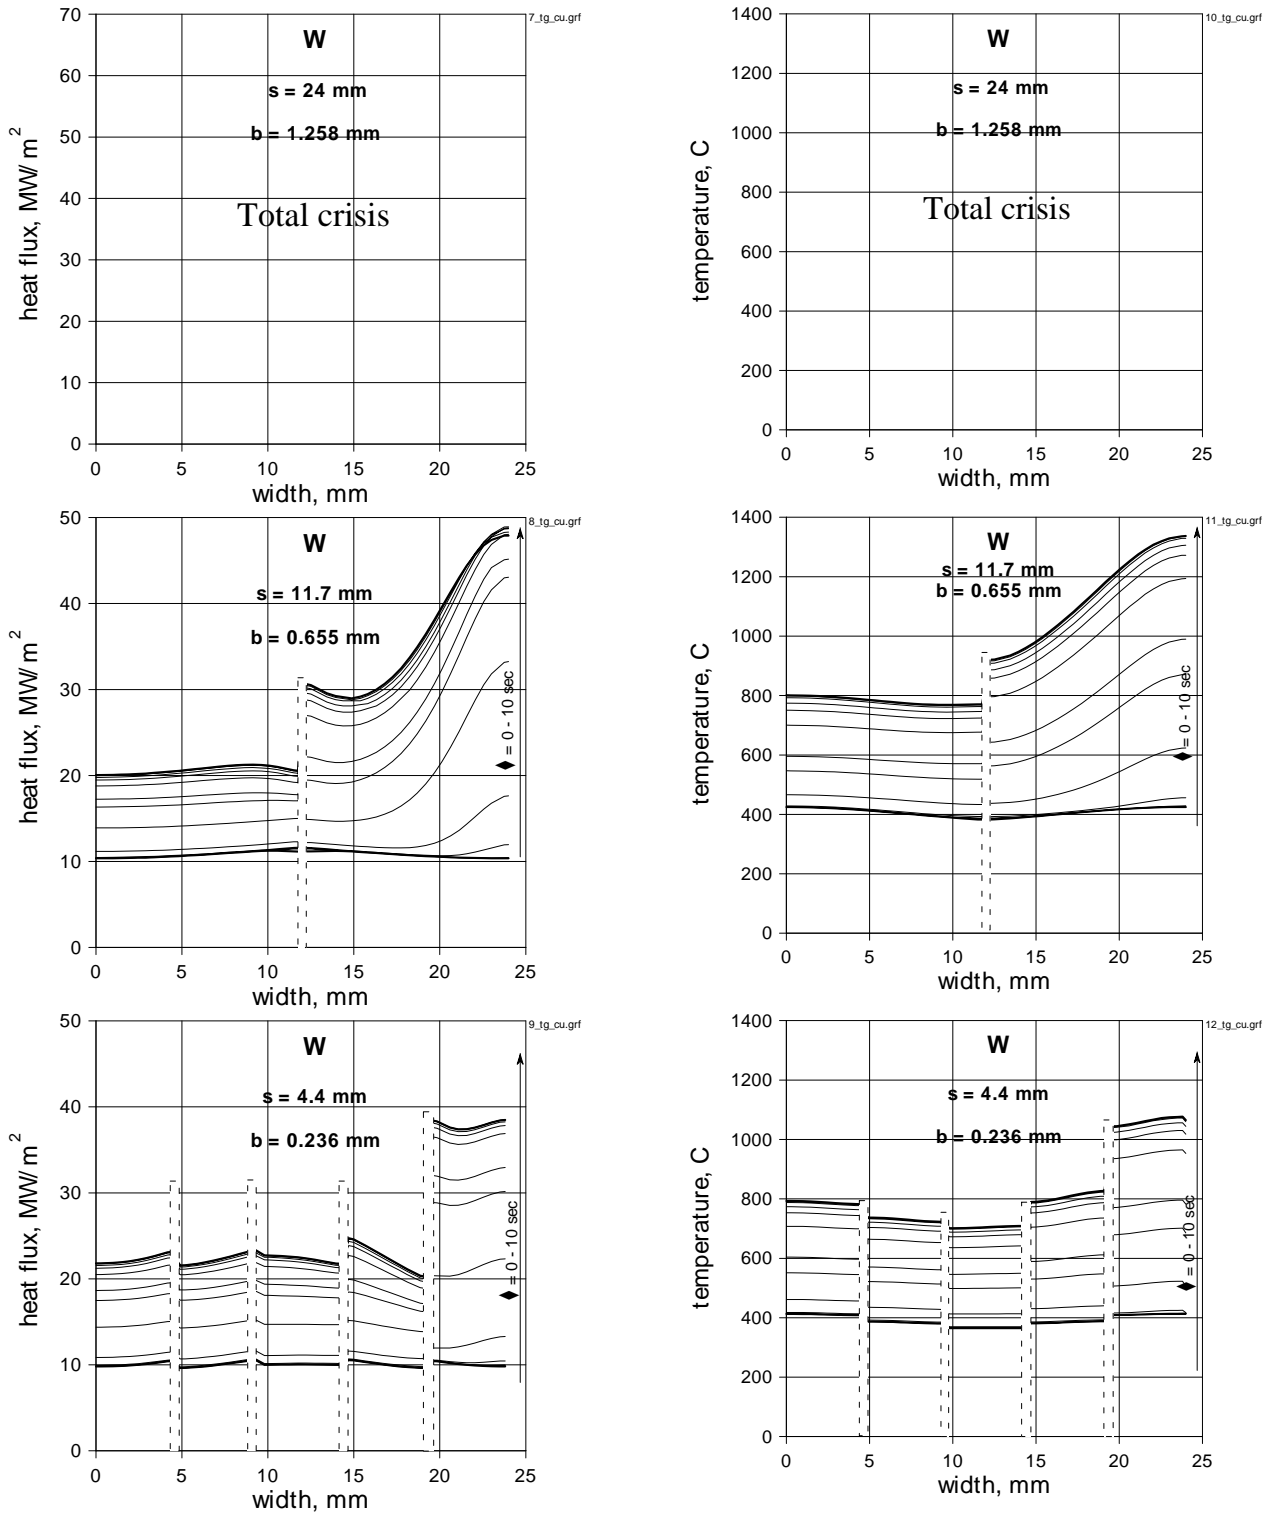 70
60
50
40
30
20
10
0
heat flux, MW/ m 2
W
s = 24 mm
b = 1.258 mm
Total crisis
7_tg_cu.grf
0 5 10 15 20 25
width, mm
1400
1200
1000
800
600
400
200
0
temperature, C
W
s = 24 mm
b = 1.258 mm
Total crisis
10_tg_cu.grf
0 5 10 15 20 25
width, mm
50
40
30
20
10
0
heat flux, MW/ m 2
W
s = 11.7 mm
b = 0.655 mm
= 0 - 10 sec
8_tg_cu.grf
0 5 10 15 20 25
width, mm
1400
1200
1000
800
600
400
200
0
temperature, C
W
s = 11.7 mm
b = 0.655 mm
= 0 - 10 sec
11_tg_cu.grf
0 5 10 15 20 25
width, mm
50
40
30
20
10
0
heat flux, MW/ m 2
W
s = 4.4 mm
b = 0.236 mm
= 0 - 10 sec
9_tg_cu.grf
0 5 10 15 20 25
width, mm
1400
1200
1000
800
600
400
200
0
temperature, C
W
s = 4.4 mm
b = 0.236 mm
= 0 - 10 sec
12_tg_cu.grf
0 5 10 15 20 25
width, mm